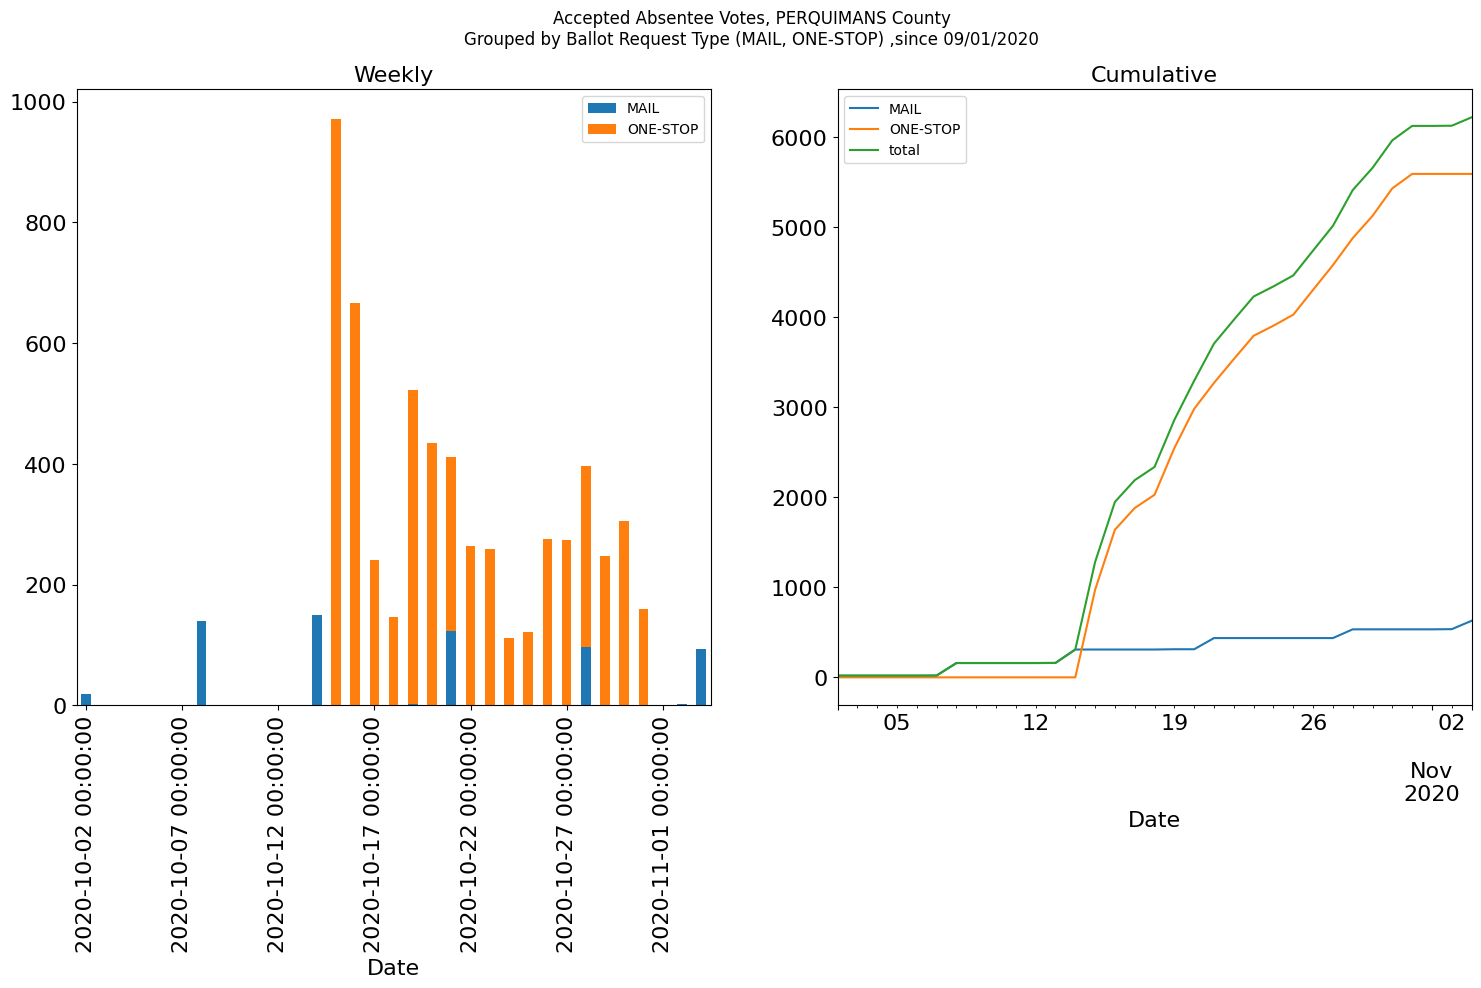 Accepted Absentee Votes, PERQUIMANS County
Grouped by Ballot Request Type (MAIL, ONE-STOP) ,since 09/01/2020
Weekly
1000
800
600
400
200
0
MAIL
ONE-STOP
2020-10-02 00:00:00
2020-10-07 00:00:00
2020-10-12 00:00:00
2020-10-17 00:00:00
2020-10-22 00:00:00
2020-10-27 00:00:00
2020-11-01 00:00:00
Date
Cumulative
MAIL
ONE-STOP
total
6000
5000
4000
3000
2000
1000
0
05
12
19
26
02
Nov
2020
Date